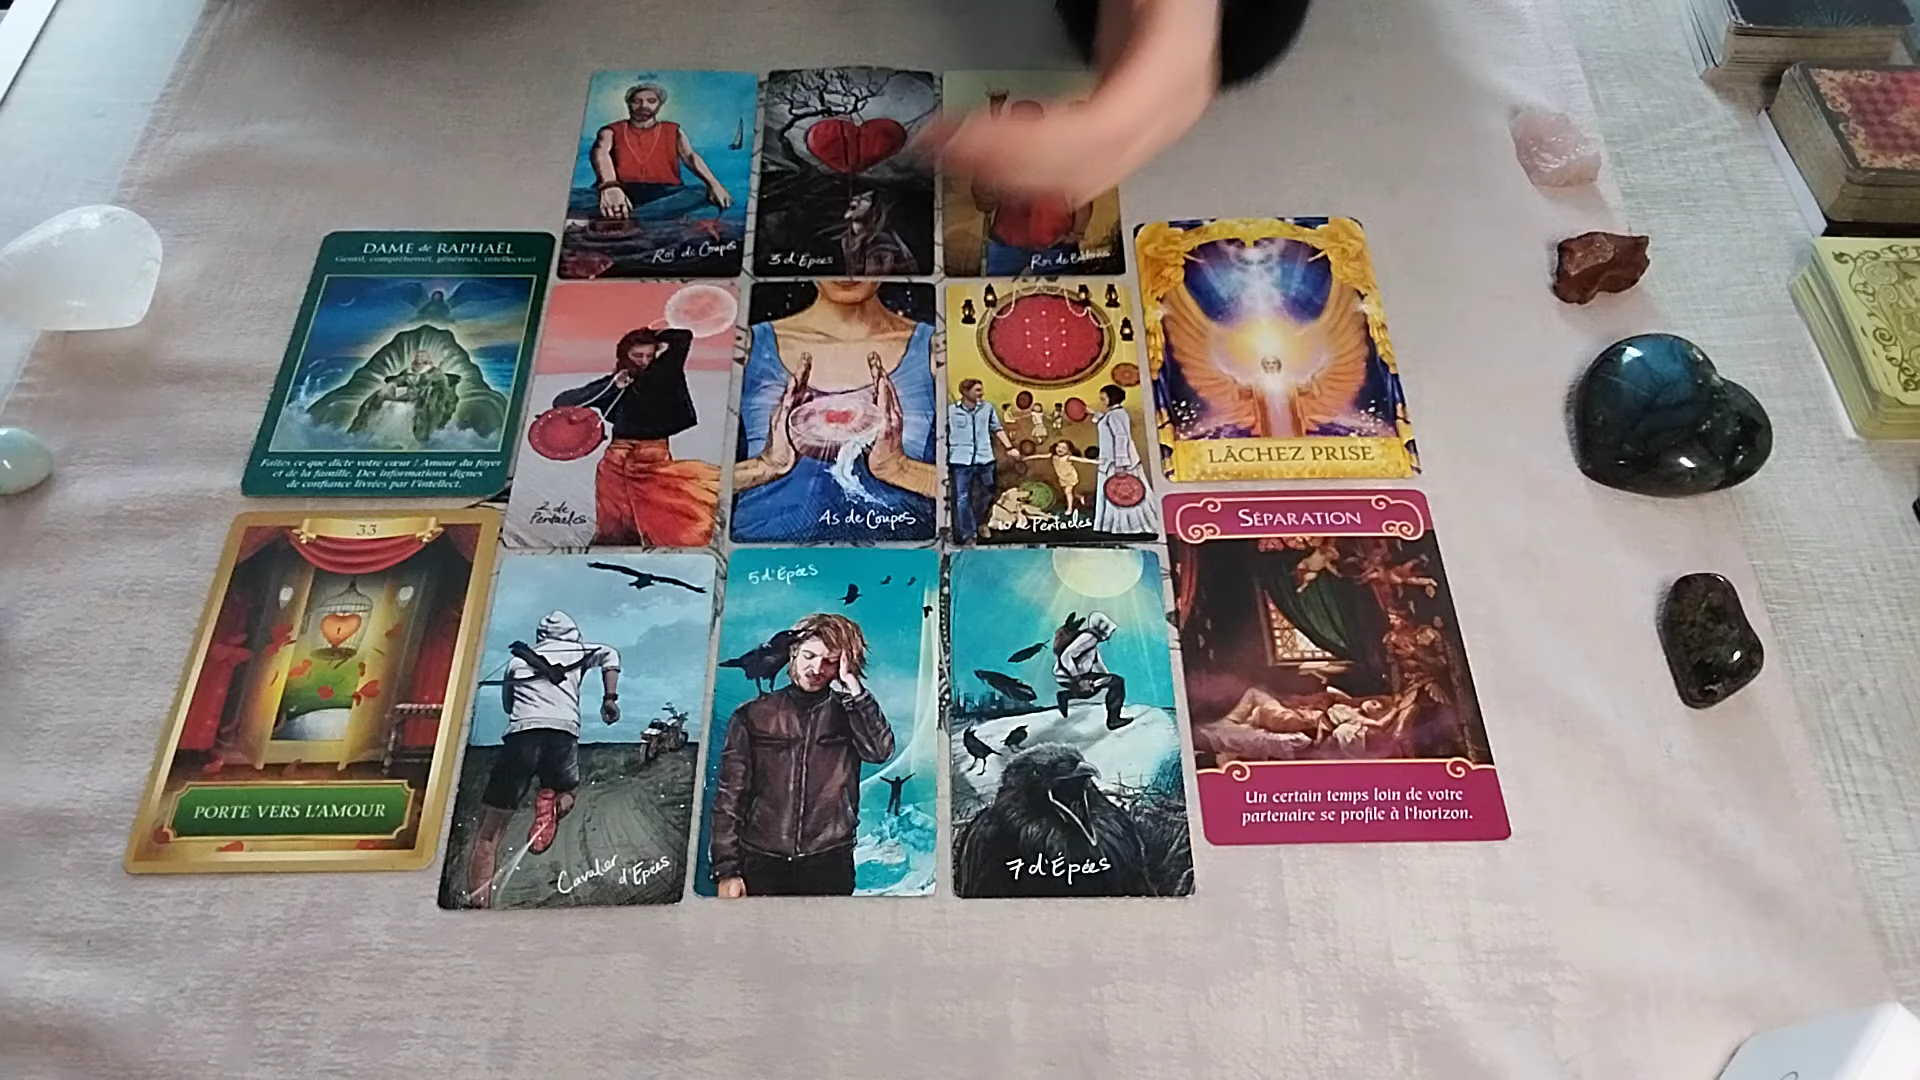 Roi de Coupes
3 d'Épées
Roi de Bâtons
DAME de RAPHAËL
Gentil, compréhensif, généreux, intellectuel
Faites ce que dicte votre cœur ! Amour du foyer
et de la famille. Des informations dignes
de confiance livrées par l'intellect.
2 de
Pentacles
As de Coupes
10 de Pentacles
LÂCHEZ PRISE
33
PORTE VERS L'AMOUR
Cavalier
d'Épées
5 d'Épées
7 d'Épées
SÉPARATION
Un certain temps loin de votre
partenaire se profile à l'horizon.